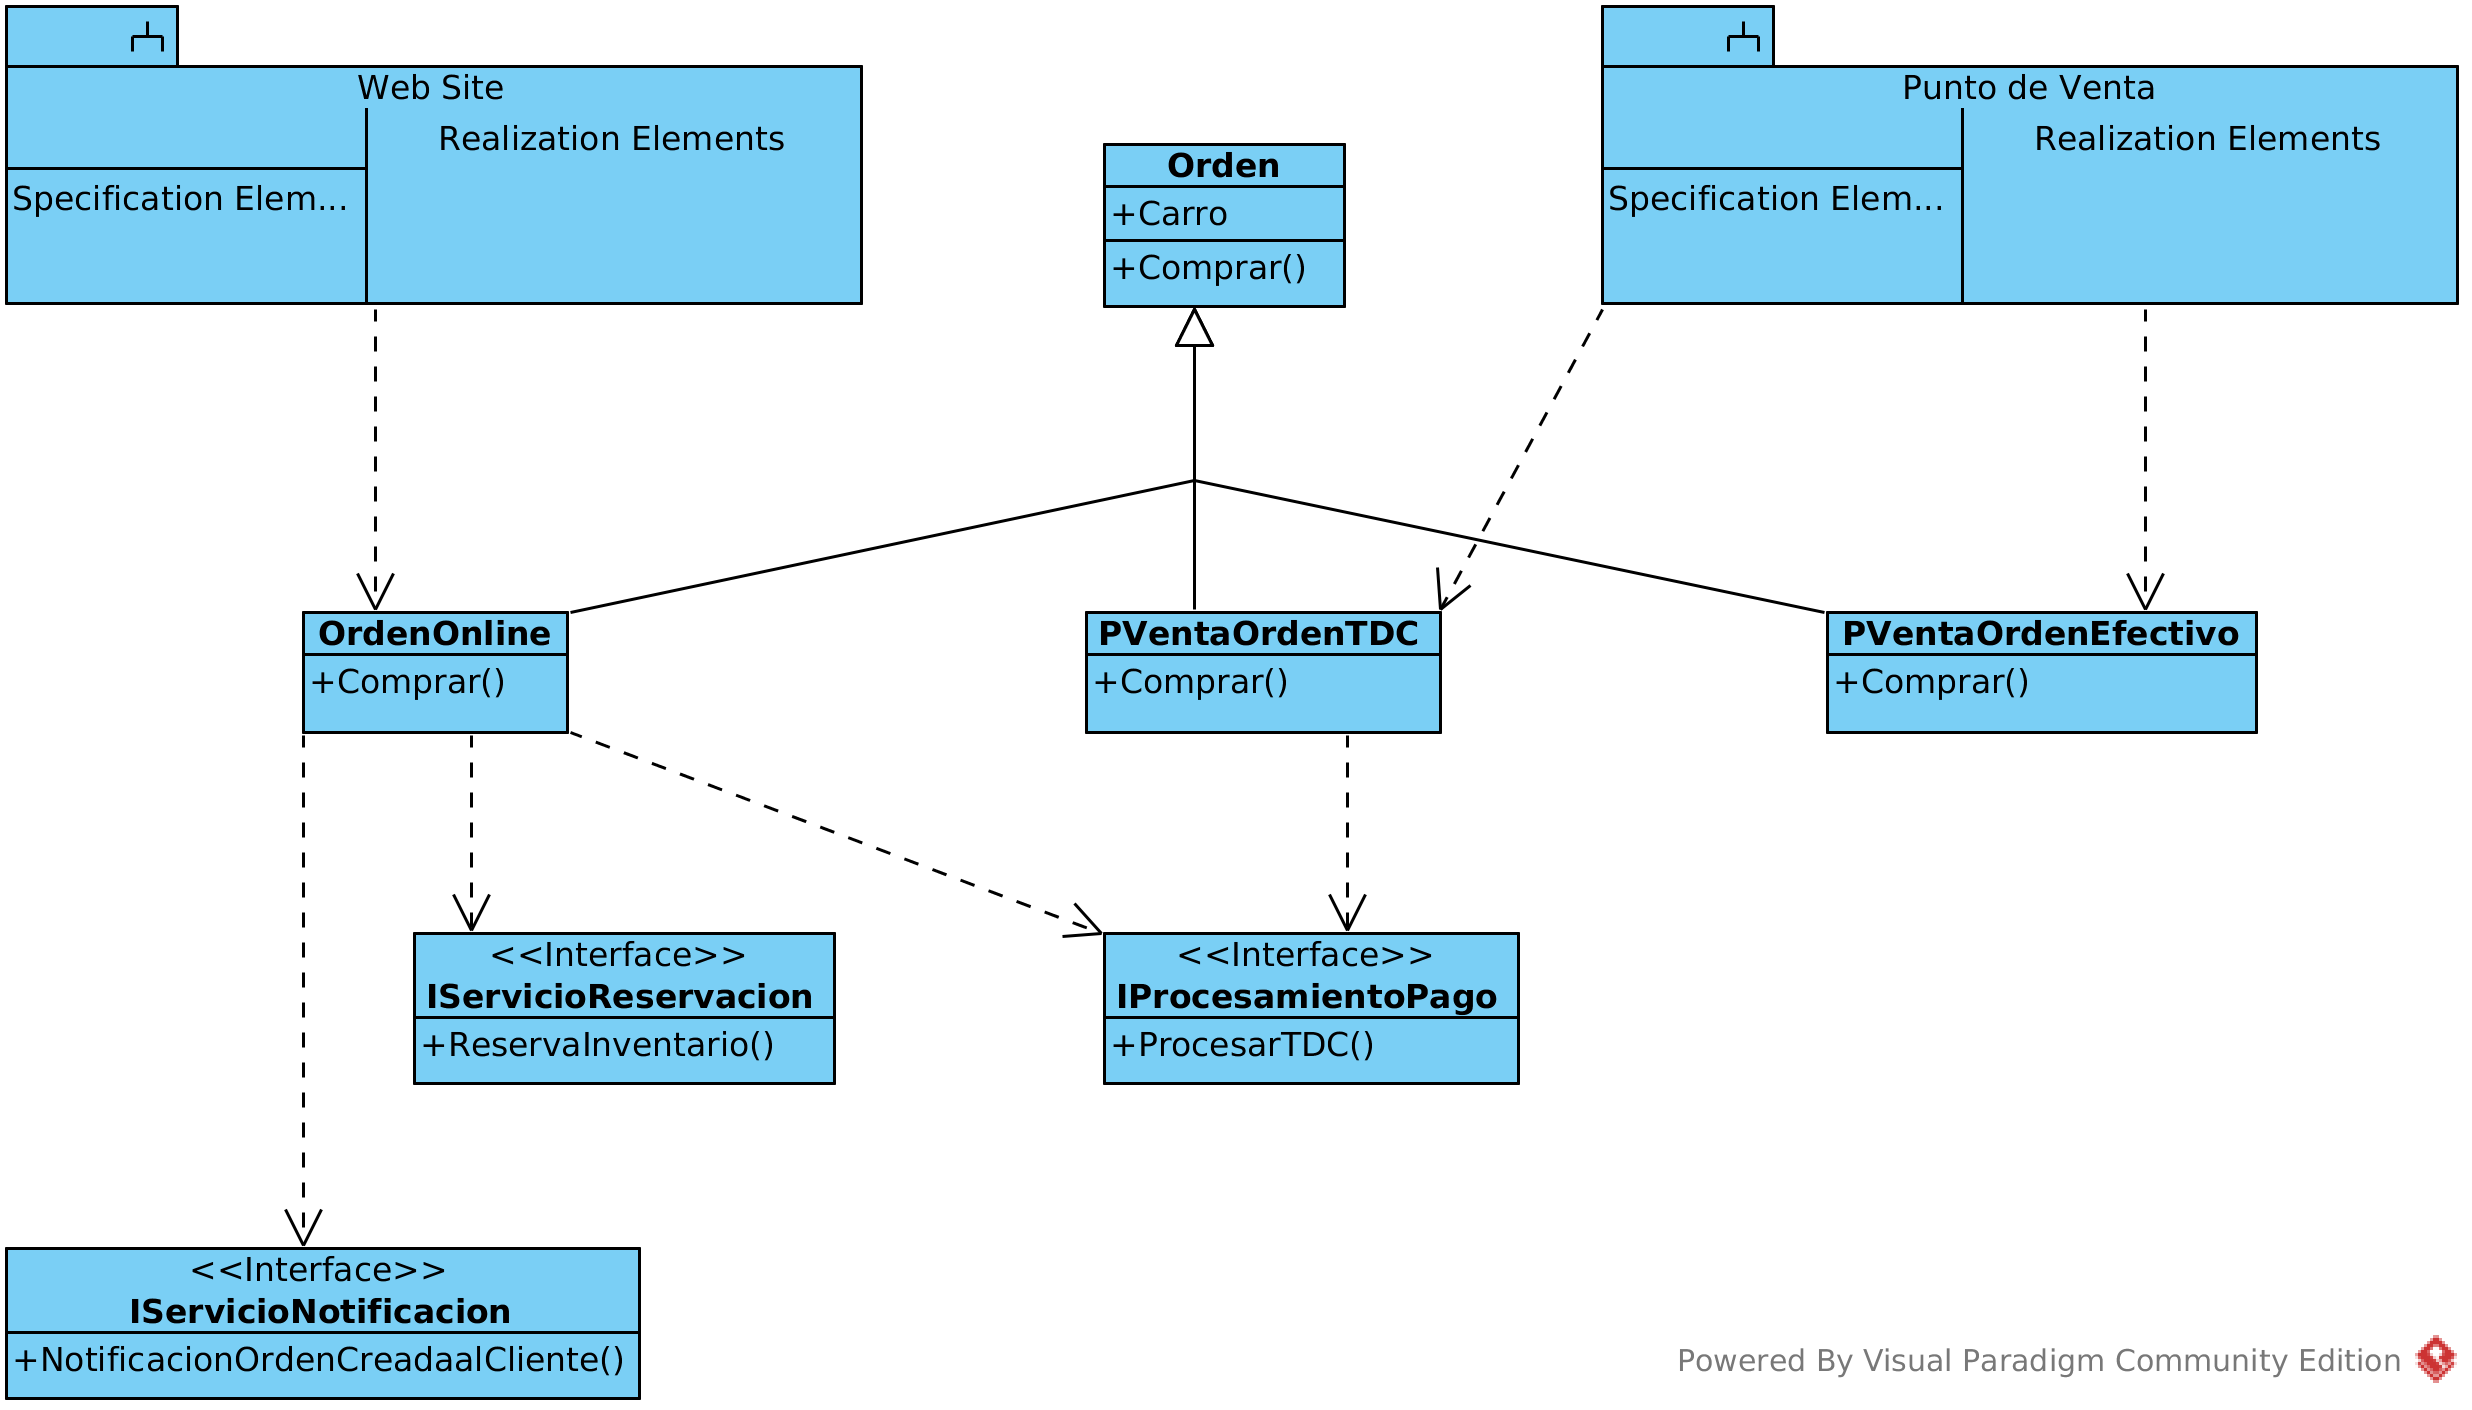 Web Site
Realization Elements
Specification Elem...
Punto de Venta
Realization Elements
Specification Elem...
Orden
+Carro
+Comprar()
OrdenOnline
+Comprar()
PVentaOrdenTDC
+Comprar()
PVentaOrdenEfectivo
+Comprar()
<<Interface>>
IServicioReservacion
+ReservaInventario()
<<Interface>>
IProcesamientoPago
+ProcesarTDC()
<<Interface>>
IServicioNotificacion
+NotificacionOrdenCreadaalCliente()
Powered By Visual Paradigm Community Edition